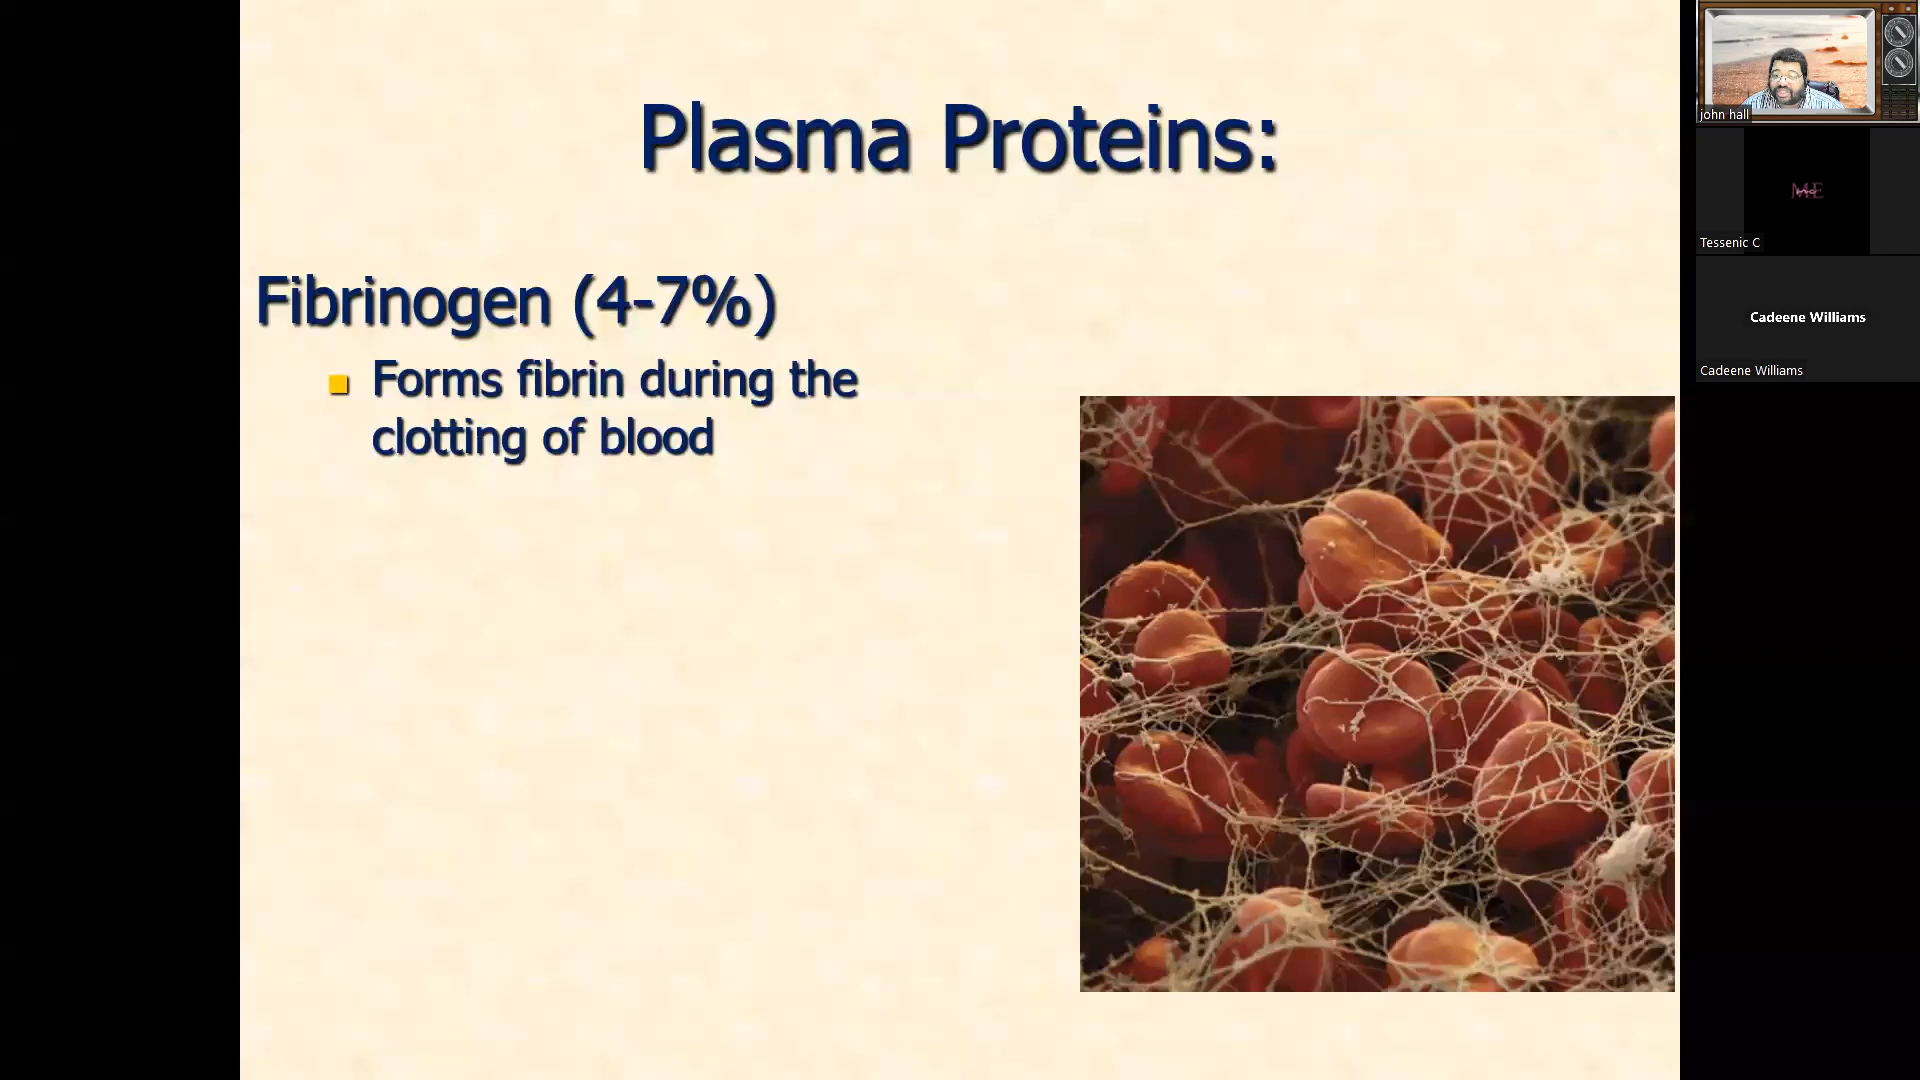 Plasma Proteins:
Fibrinogen (4-7%)
Forms fibrin during the
clotting of blood
john hall
Tessenic C
Cadeene Williams
Cadeene Williams